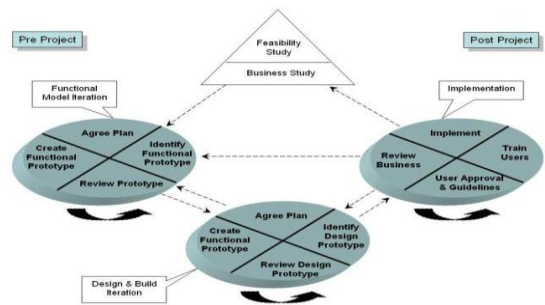 Pre Project
Post Project
Feasibility
Study
Business Study
Functional
Model Iteration
Implementation
Agree Plan
Create
Functional
Prototype
Identify
Functional
Prototype
Review Prototype
Implement
Review
Business
Train
Users
User Approval
& Guidelines
Agree Plan
Create
Functional
Prototype
Identify
Design
Prototype
Review Design
Prototype
Design & Build
Iteration